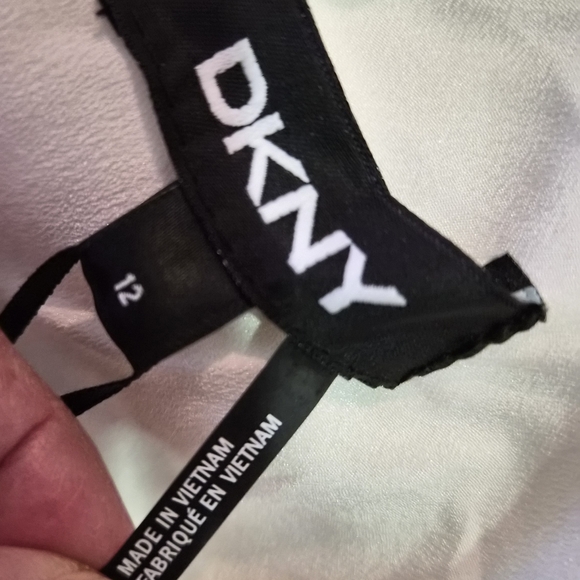 DKNY
12
MADE IN VIETNAM
FABRIQUÉ EN VIETNAM